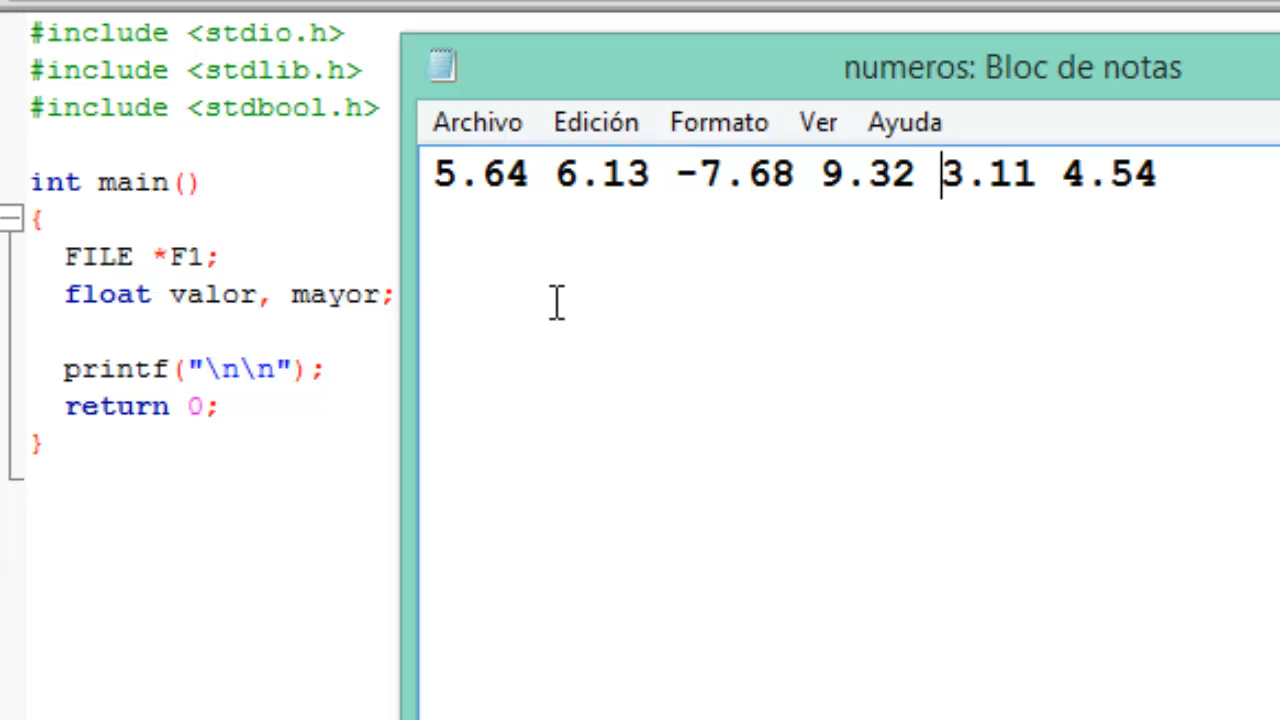 #include <stdio.h>
#include <stdlib.h>
#include <stdbool.h>
int main()
{
FILE *F1;
float valor, mayor;
printf("\n\n");
return 0;
}
numeros: Bloc de notas
Archivo Edición Formato Ver Ayuda
5.64 6.13 -7.68 9.32 3.11 4.54